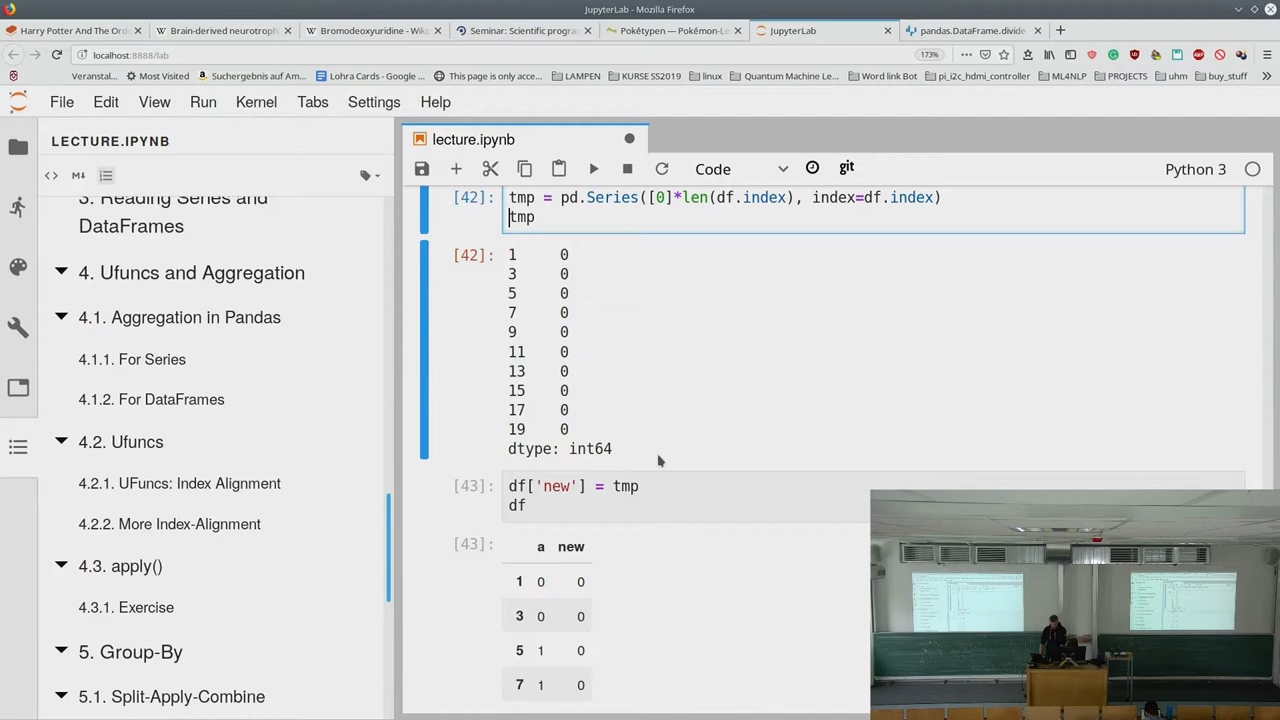 JupyterLab - Mozilla Firefox
Harry Potter And The Ord
Brain-derived neurotroph
Bromodeoxyuridine - Wiki
Seminar: Scientific program
Pokétypen — Pokémon-Le
JupyterLab
pandas.DataFrame.divide
localhost:8888/lab
173%
Veranstal...
Most Visited
Suchergebnis auf Am...
Lohra Cards - Google ...
This page is only acce...
LAMPEN
KURSE SS2019
linux
Quantum Machine Le...
Word link Bot
pi_i2c_hdmi_controller
ML4NLP
PROJECTS
uhm
buy_stuff
File Edit View Run Kernel Tabs Settings Help
LECTURE.IPYNB
lecture.ipynb
Code
git
Python 3
3. Reading Series and
DataFrames
4. Ufuncs and Aggregation
4.1. Aggregation in Pandas
4.1.1. For Series
4.1.2. For DataFrames
4.2. Ufuncs
4.2.1. UFuncs: Index Alignment
4.2.2. More Index-Alignment
4.3. apply()
4.3.1. Exercise
5. Group-By
5.1. Split-Apply-Combine
[42]: tmp = pd.Series([0]*len(df.index), index=df.index)
tmp
[42]: 1 0
3 0
5 0
7 0
9 0
11 0
13 0
15 0
17 0
19 0
dtype: int64
[43]: df['new'] = tmp
df
[43]: a new
1 0 0
3 0 0
5 1 0
7 1 0